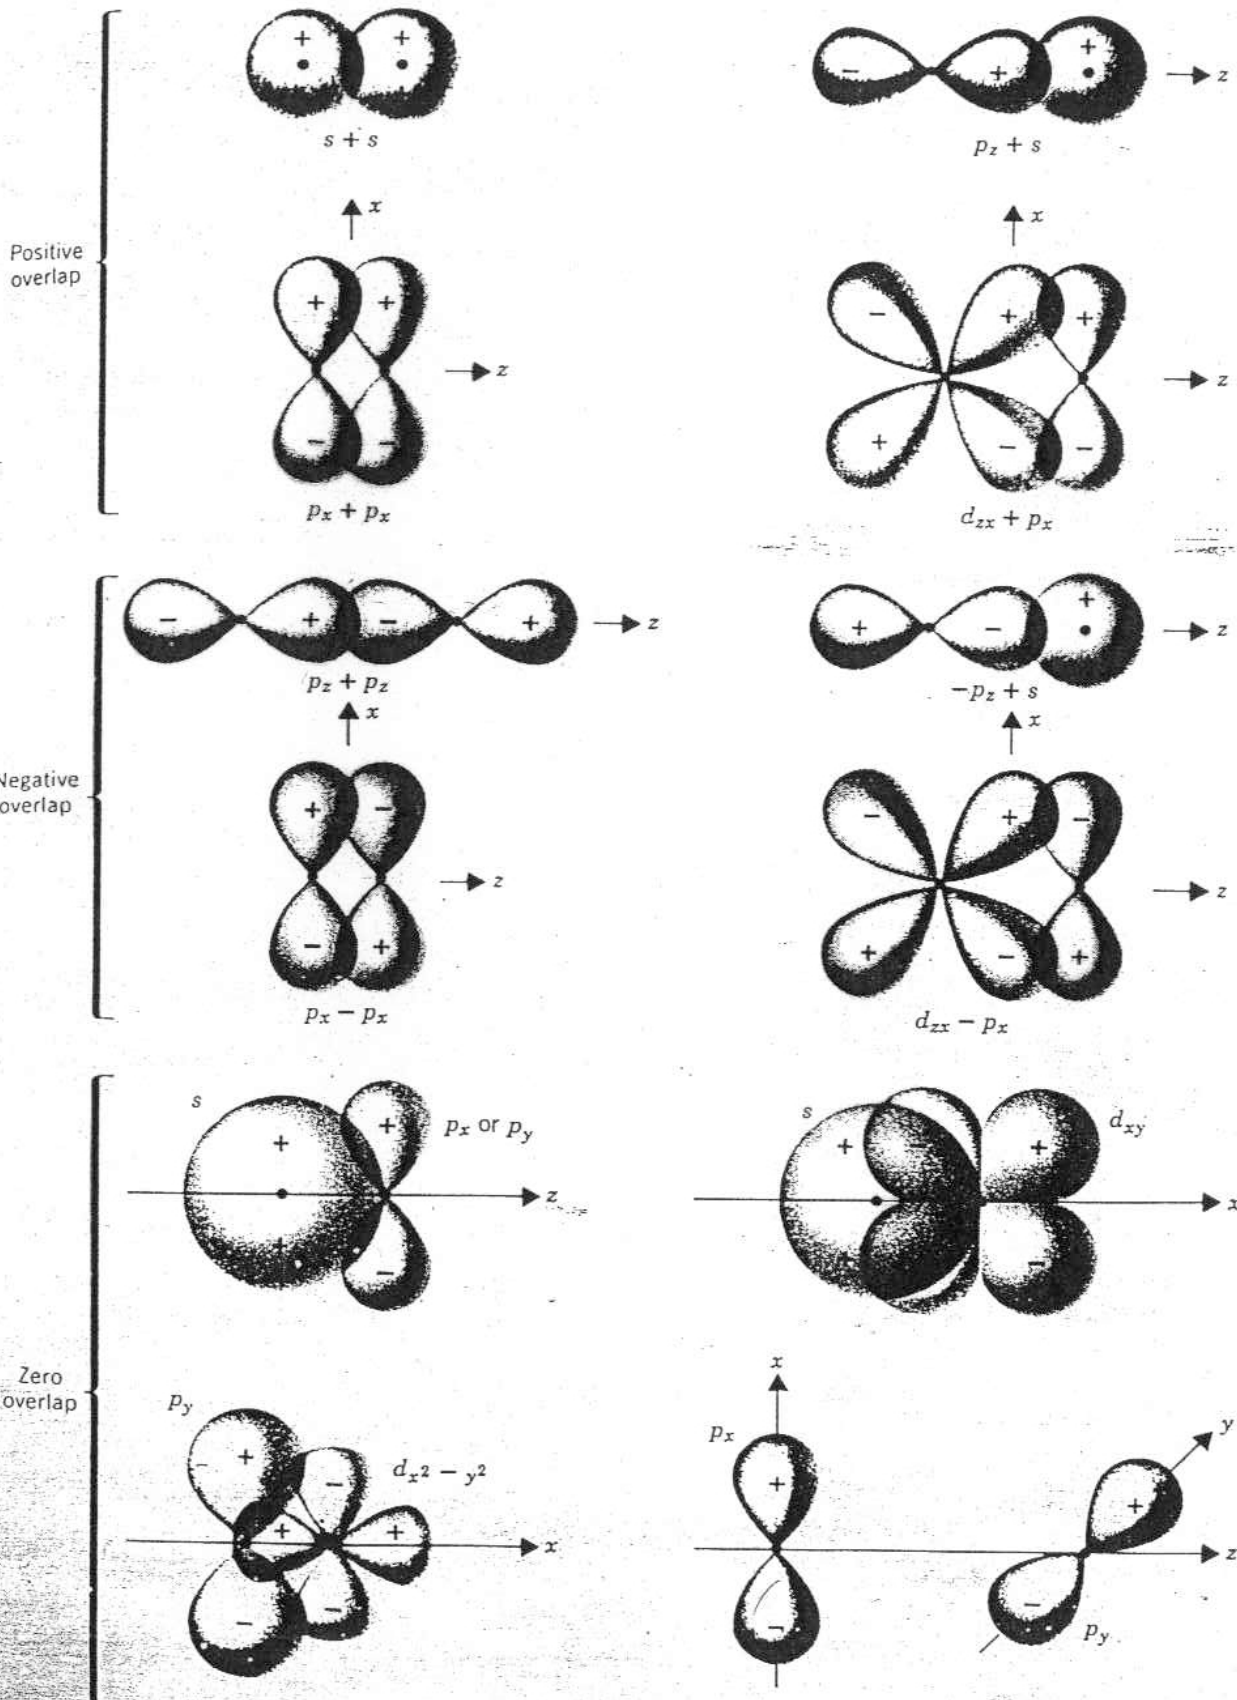 + +
s + s
- + +
z
p_z + s
Positive
overlap
x
+ +
z
- -
p_x + p_x
x
- + +
z
+ - -
d_zx + p_x
- + - +
z
p_z + p_z
+ - +
z
-p_z + s
Negative
overlap
x
+ -
z
- +
p_x - p_x
x
- + -
z
+ - +
d_zx - p_x
Zero
overlap
s
+ +
p_x or p_y
z
+ -
s
+ - +
d_xy
x
+ -
p_y
+ -
d_x² - y²
+ +
x
- -
x
p_x
+
y
+
z
-
-
p_y